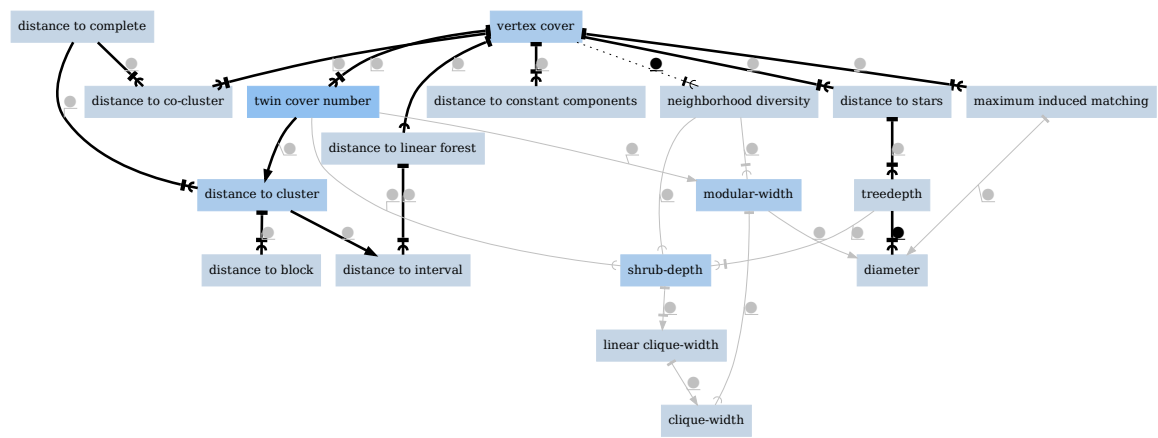 distance to complete
vertex cover
distance to co-cluster
twin cover number
distance to constant components
neighborhood diversity
distance to stars
maximum induced matching
distance to linear forest
distance to cluster
modular-width
treedepth
distance to block
distance to interval
shrub-depth
diameter
linear clique-width
clique-width